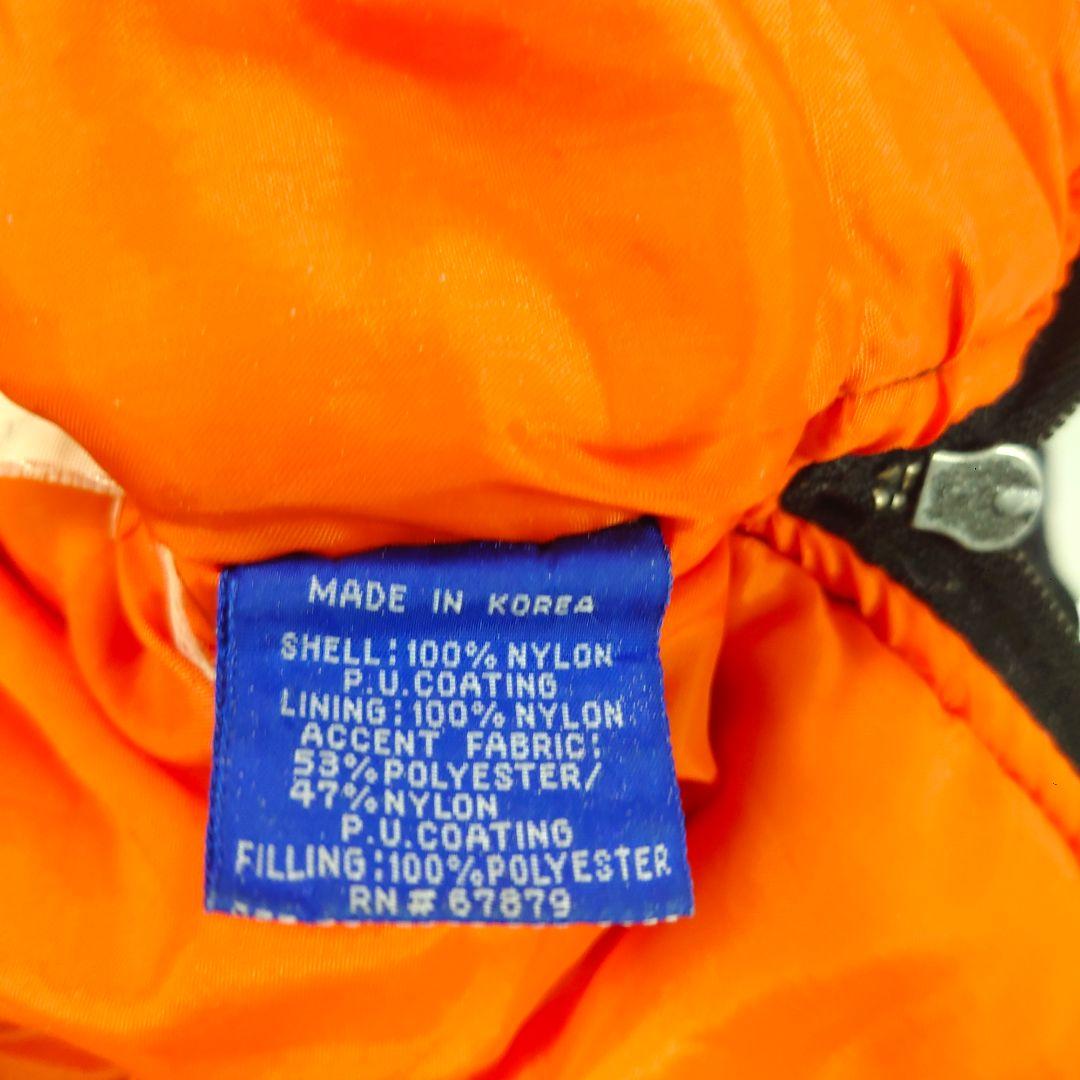 MADE IN KOREA
SHELL: 100% NYLON
P.U.COATING
LINING: 100% NYLON
ACCENT FABRIC:
53% POLYESTER/
47% NYLON
P.U.COATING
FILLING: 100% POLYESTER
RN # 67879